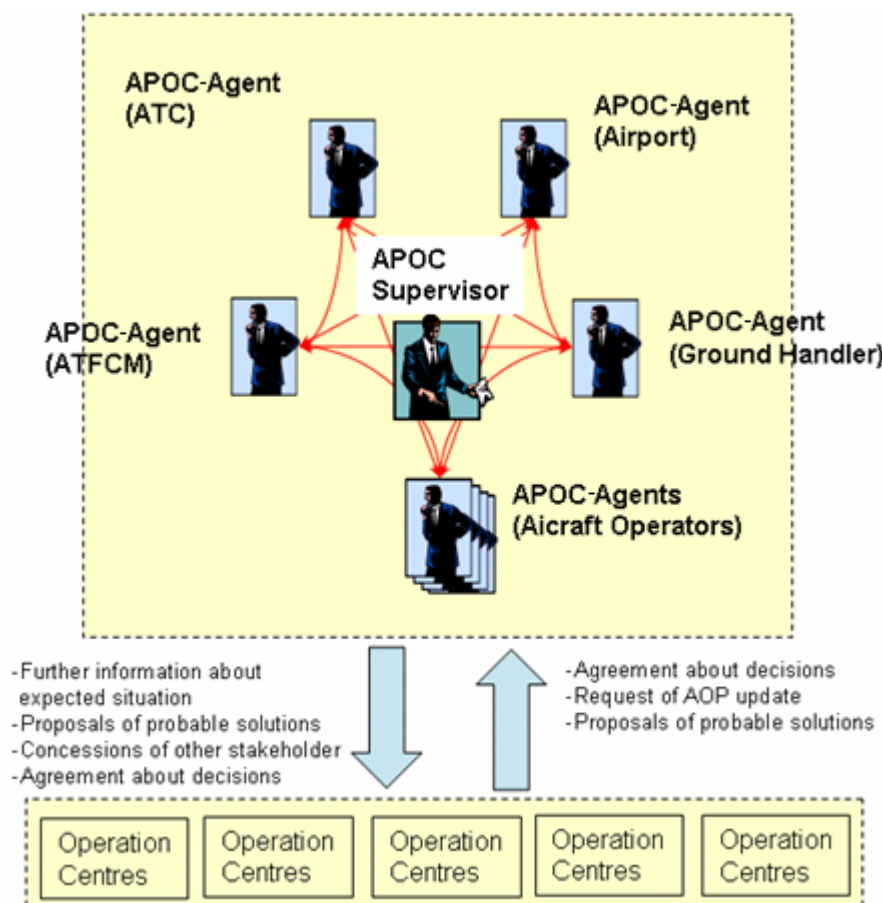 APOC-Agent
(ATC)
APOC-Agent
(Airport)
APOC
Supervisor
APOC-Agent
(ATFCM)
APOC-Agent
(Ground Handler)
APOC-Agents
(Aicraft Operators)
-Further information about
expected situation
-Proposals of probable solutions
-Concessions of other stakeholder
-Agreement about decisions
-Agreement about decisions
-Request of AOP update
-Proposals of probable solutions
Operation
Centres
Operation
Centres
Operation
Centres
Operation
Centres
Operation
Centres